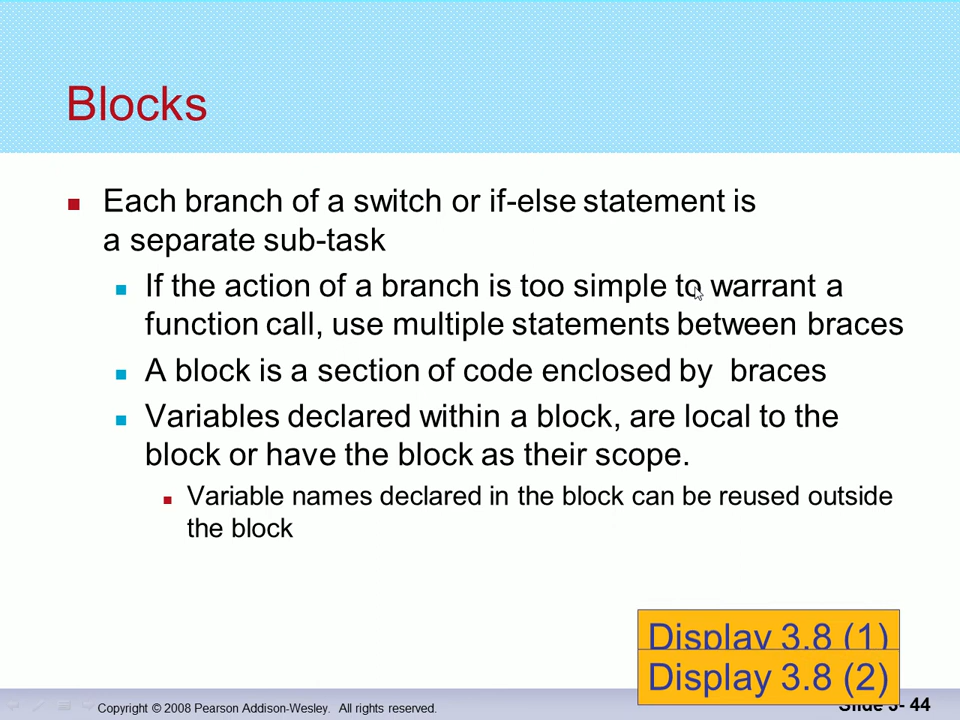 Blocks
Each branch of a switch or if-else statement is
a separate sub-task
If the action of a branch is too simple to warrant a
function call, use multiple statements between braces
A block is a section of code enclosed by braces
Variables declared within a block, are local to the
block or have the block as their scope.
Variable names declared in the block can be reused outside
the block
Display 3.8 (1)
Display 3.8 (2)
Copyright © 2008 Pearson Addison-Wesley. All rights reserved.
Slide 3- 44